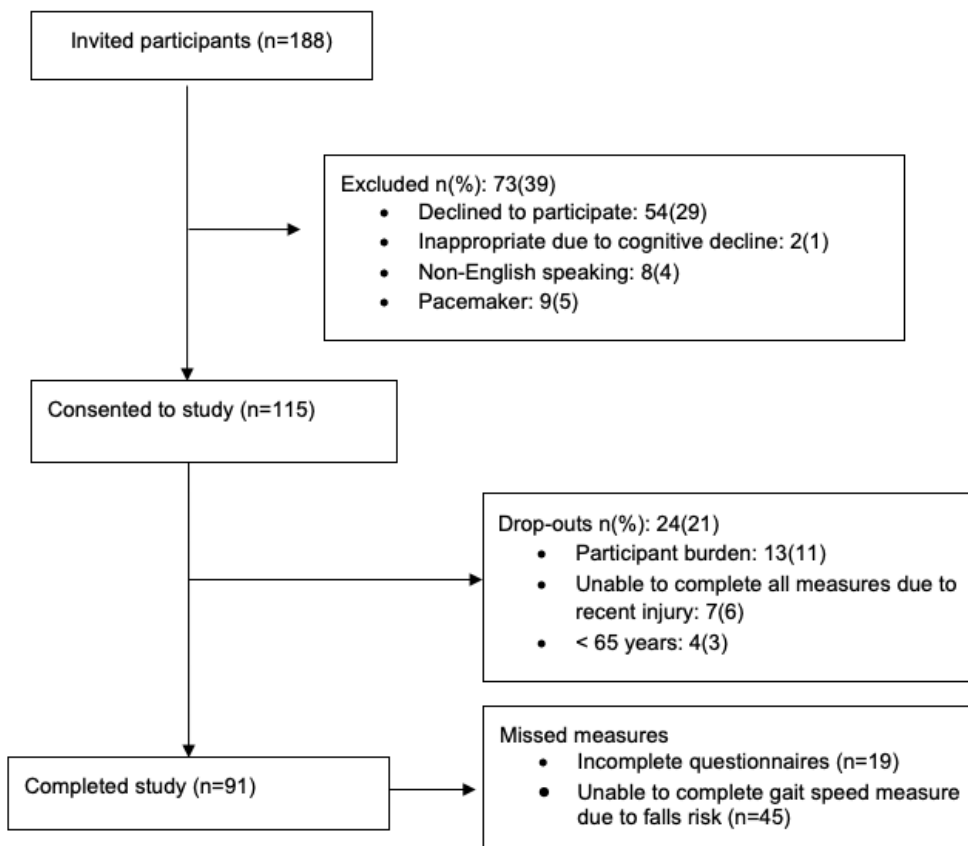 Invited participants (n=188)
Excluded n(%): 73(39)
• Declined to participate: 54(29)
• Inappropriate due to cognitive decline: 2(1)
• Non-English speaking: 8(4)
• Pacemaker: 9(5)
Consented to study (n=115)
Drop-outs n(%): 24(21)
• Participant burden: 13(11)
• Unable to complete all measures due to
recent injury: 7(6)
• < 65 years: 4(3)
Completed study (n=91)
Missed measures
• Incomplete questionnaires (n=19)
• Unable to complete gait speed measure
due to falls risk (n=45)